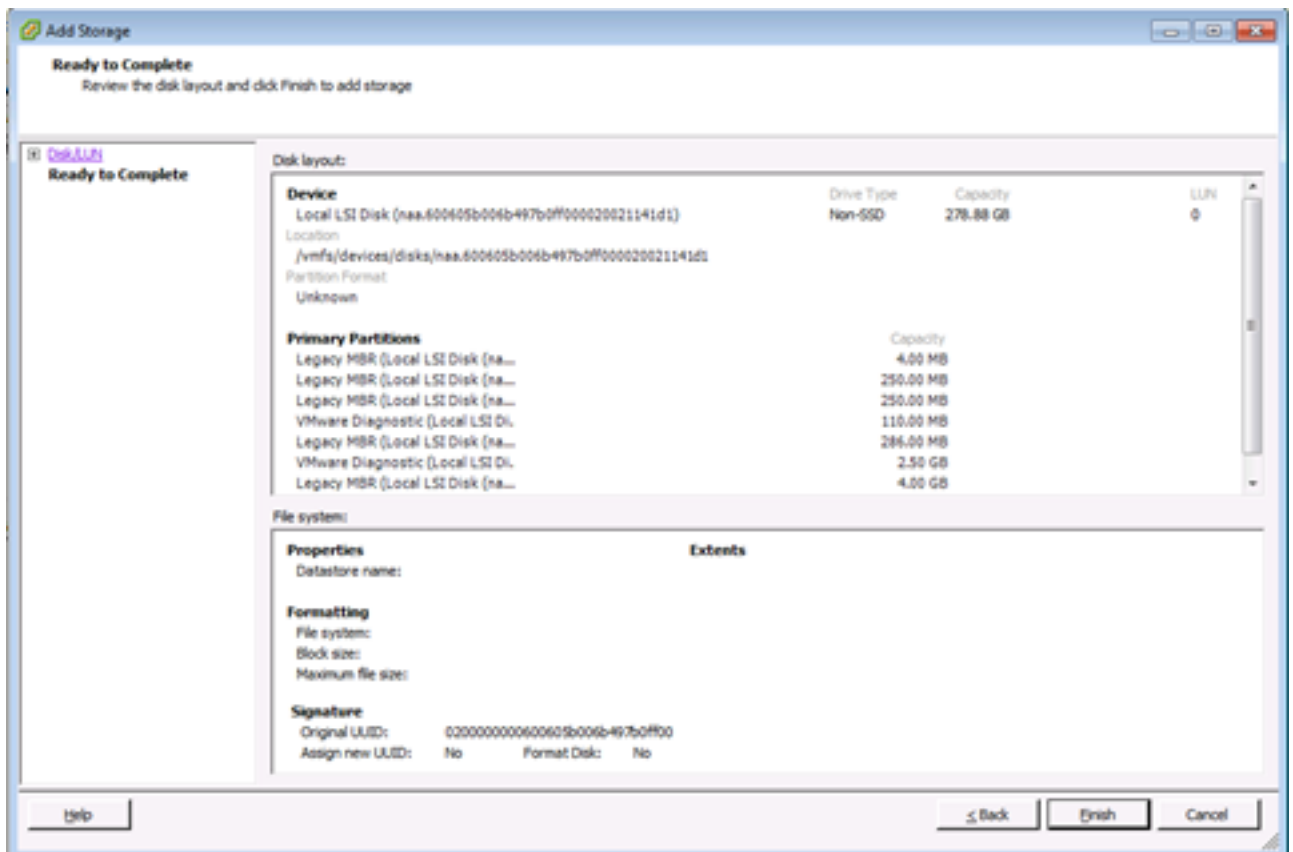 Add Storage
Ready to Complete
Review the disk layout and click Finish to add storage
Disk/LUN
Ready to Complete
Disk layout:
Device Drive Type Capacity LUN
Local LSI Disk (naa.600605b006b497b0ff000020021141d1) Non-SSD 278.88 GB 0
Location
/vmfs/devices/disks/naa.600605b006b497b0ff000020021141d1
Partition Format
Unknown
Primary Partitions Capacity
Legacy MBR (Local LSI Disk (na... 4.00 MB
Legacy MBR (Local LSI Disk (na... 250.00 MB
Legacy MBR (Local LSI Disk (na... 250.00 MB
VMware Diagnostic (Local LSI Di. 110.00 MB
Legacy MBR (Local LSI Disk (na... 286.00 MB
VMware Diagnostic (Local LSI Di. 2.50 GB
Legacy MBR (Local LSI Disk (na... 4.00 GB
File system:
Properties Extents
Datastore name:
Formatting
File system:
Block size:
Maximum file size:
Signature
Original UUID: 0200000000600605b006b497b0ff00
Assign new UUID: No Format Disk: No
Help ≤ Back Finish Cancel